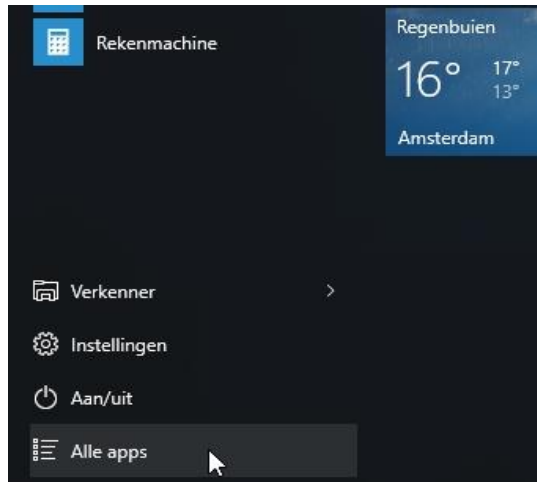 Rekenmachine
Verkenner
Instellingen
Aan/uit
Alle apps
Regenbuien
16° 17°
13°
Amsterdam